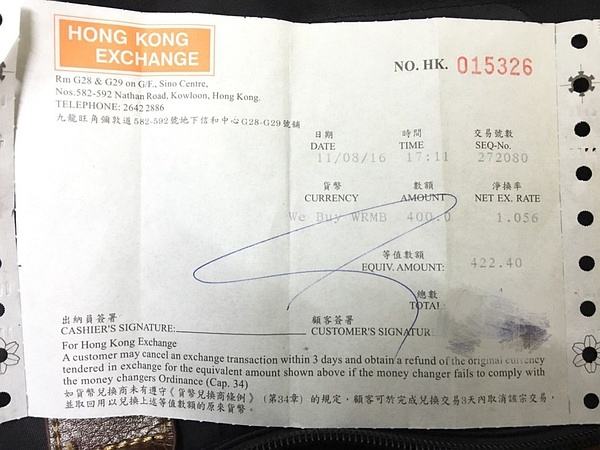 HONG KONG
EXCHANGE
NO. HK. 015326
Rm G28 & G29 on G/F., Sino Centre,
Nos.582-592 Nathan Road, Kowloon, Hong Kong.
TELEPHONE: 2642 2886
九龍旺角彌敦道582-592號地下信和中心G28-G29號舖
日期 時間 交易號數
DATE TIME SEQ-No.
11/08/16 17:11 272080
貨幣 數額 淨換率
CURRENCY AMOUNT NET EX. RATE
We Buy WRMB 400.0 1.056
等值數額
EQUIV. AMOUNT: 422.40
總數
TOTAL:
出納員簽署 顧客簽署
CASHIER'S SIGNATURE: CUSTOMER'S SIGNATUR
For Hong Kong Exchange
A customer may cancel an exchange transaction within 3 days and obtain a refund of the original currency
tendered in exchange for the equivalent amount shown above if the money changer fails to comply with
the money changers Ordinance (Cap. 34)
如貨幣兌換商未有遵守《貨幣兌換商條例》(第34章)的規定,顧客可於完成兌換交易3天內取消該宗交易,
並取回用以兌換上述等值數額的原來貨幣。